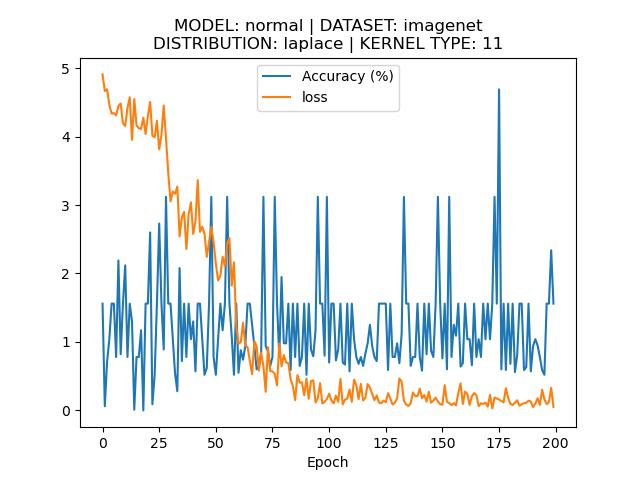 MODEL: normal | DATASET: imagenet
DISTRIBUTION: laplace | KERNEL TYPE: 11
Accuracy (%)
loss
5
4
3
2
1
0
0 25 50 75 100 125 150 175 200
Epoch